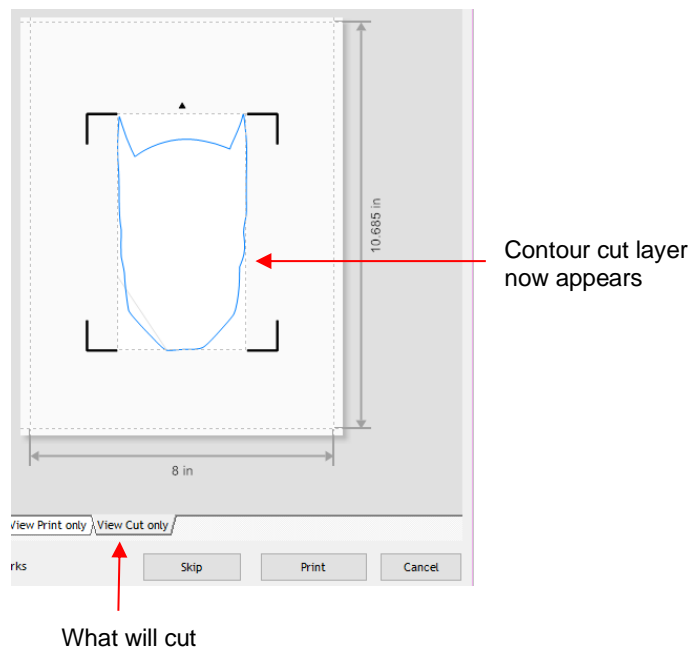 10.685 in
Contour cut layer
now appears
8 in
View Print only View Cut only
rks Skip Print Cancel
What will cut